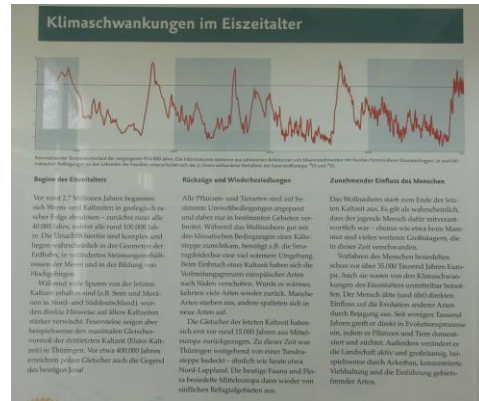 Klimaschwankungen im Eiszeitalter
Beginn des Eiszeitalters
Vor rund 2,7 Millionen Jahren begannen
sich Warm- und Kaltzeiten in geologisch ra-
scher Folge abzulösen – zunächst rund alle
40.000 Jahre, zuletzt alle rund 100.000 Jah-
re. Die Ursachen hierfür sind komplex und
liegen wahrscheinlich in der Geometrie der
Erdbahn, in veränderten Strömungsverhält-
nissen der Meere und in der Bildung von
Hochgebirgen.
Während viele Spuren von der letzten
Kaltzeit erhalten sind (z.B. Seen und Morä-
nen in Nord- und Süddeutschland), wur-
den direkte Hinweise auf ältere Kaltzeiten
stärker verwischt. Feuersteine zeigen aber
beispielsweise den maximalen Gletscher-
vorstoß der drittletzten Kaltzeit (Elster-Kalt-
zeit) in Thüringen. Vor etwa 400.000 Jahren
erreichten polare Gletscher auch die Gegend
des heutigen Jena!
Rückzüge und Wiederbesiedlungen
Alle Pflanzen- und Tierarten sind auf be-
stimmte Umweltbedingungen angepasst
und daher nur in bestimmten Gebieten ver-
breitet. Während das Wollnashorn gut mit
den klimatischen Bedingungen einer Kälte-
steppe zurechtkam, benötigt z.B. die Sma-
ragdeidechse eine viel wärmere Umgebung.
Beim Einbruch einer Kaltzeit haben sich die
Verbreitungsgrenzen europäischer Arten
nach Süden verschoben. Wurde es wärmer,
kehrten viele Arten wieder zurück. Manche
Arten starben aus, andere spalteten sich in
neue Arten auf.
Die Gletscher der letzten Kaltzeit haben
sich erst vor rund 15.000 Jahren aus Mittel-
europa zurückgezogen. Zu dieser Zeit war
Thüringen weitgehend von einer Tundra-
steppe bedeckt – ähnlich wie heute etwa
Nord-Lappland. Die heutige Fauna und Flo-
ra besiedelte Mitteleuropa dann wieder von
südlichen Refugialgebieten aus.
Zunehmender Einfluss des Menschen
Das Wollnashorn starb zum Ende der letz-
ten Kaltzeit aus. Es gilt als wahrscheinlich,
dass der jagende Mensch dafür mitverant-
wortlich war – ebenso wie etwa beim Mam-
mut und vielen weiteren Großsäugern, die
in dieser Zeit verschwanden.
Vorfahren des Menschen besiedelten
schon vor über 35.000 Tausend Jahren Euro-
pa. Auch sie waren von den Klimaschwan-
kungen des Eiszeitalters unmittelbar betrof-
fen. Der Mensch übte (und übt!) direkten
Einfluss auf die Evolution anderer Arten
durch Bejagung aus. Seit wenigen Tausend
Jahren greift er direkt in Evolutionsprozesse
ein, indem er Pflanzen und Tiere domesti-
ziert und züchtet. Außerdem verändert er
die Landschaft aktiv und großräumig, bei-
spielsweise durch Ackerbau, konzentrierte
Viehhaltung und die Einführung gebiets-
fremder Arten.